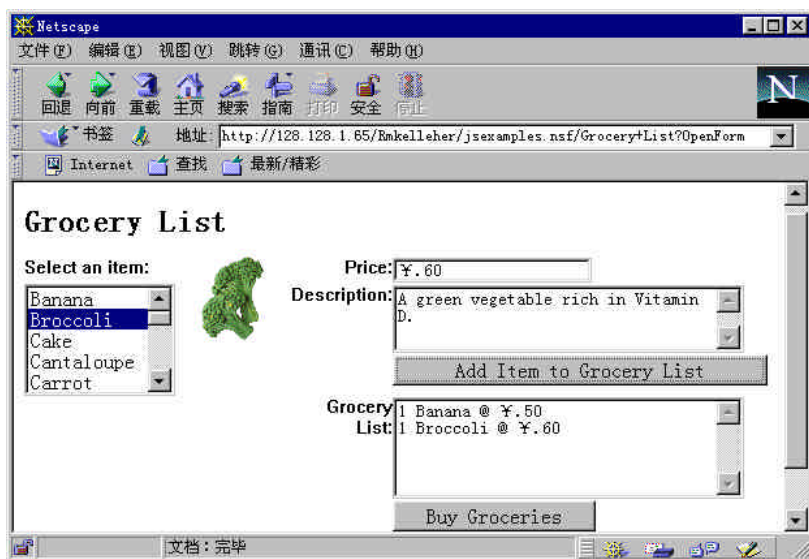 Netscape
文件(F) 编辑(E) 视图(V) 跳转(G) 通讯(C) 帮助(H)
回退 向前 重载 主页 搜索 指南 打印 安全 停止
N
书签 地址: http://128.128.1.65/Rmkelleher/jsexamples.nsf/Grocery+List?OpenForm
Internet 查找 最新/精彩
Grocery List
Select an item:
Banana
Broccoli
Cake
Cantaloupe
Carrot
Price: ¥.60
Description: A green vegetable rich in Vitamin
D.
Add Item to Grocery List
Grocery List:
1 Banana @ ¥.50
1 Broccoli @ ¥.60
Buy Groceries
文档:完毕